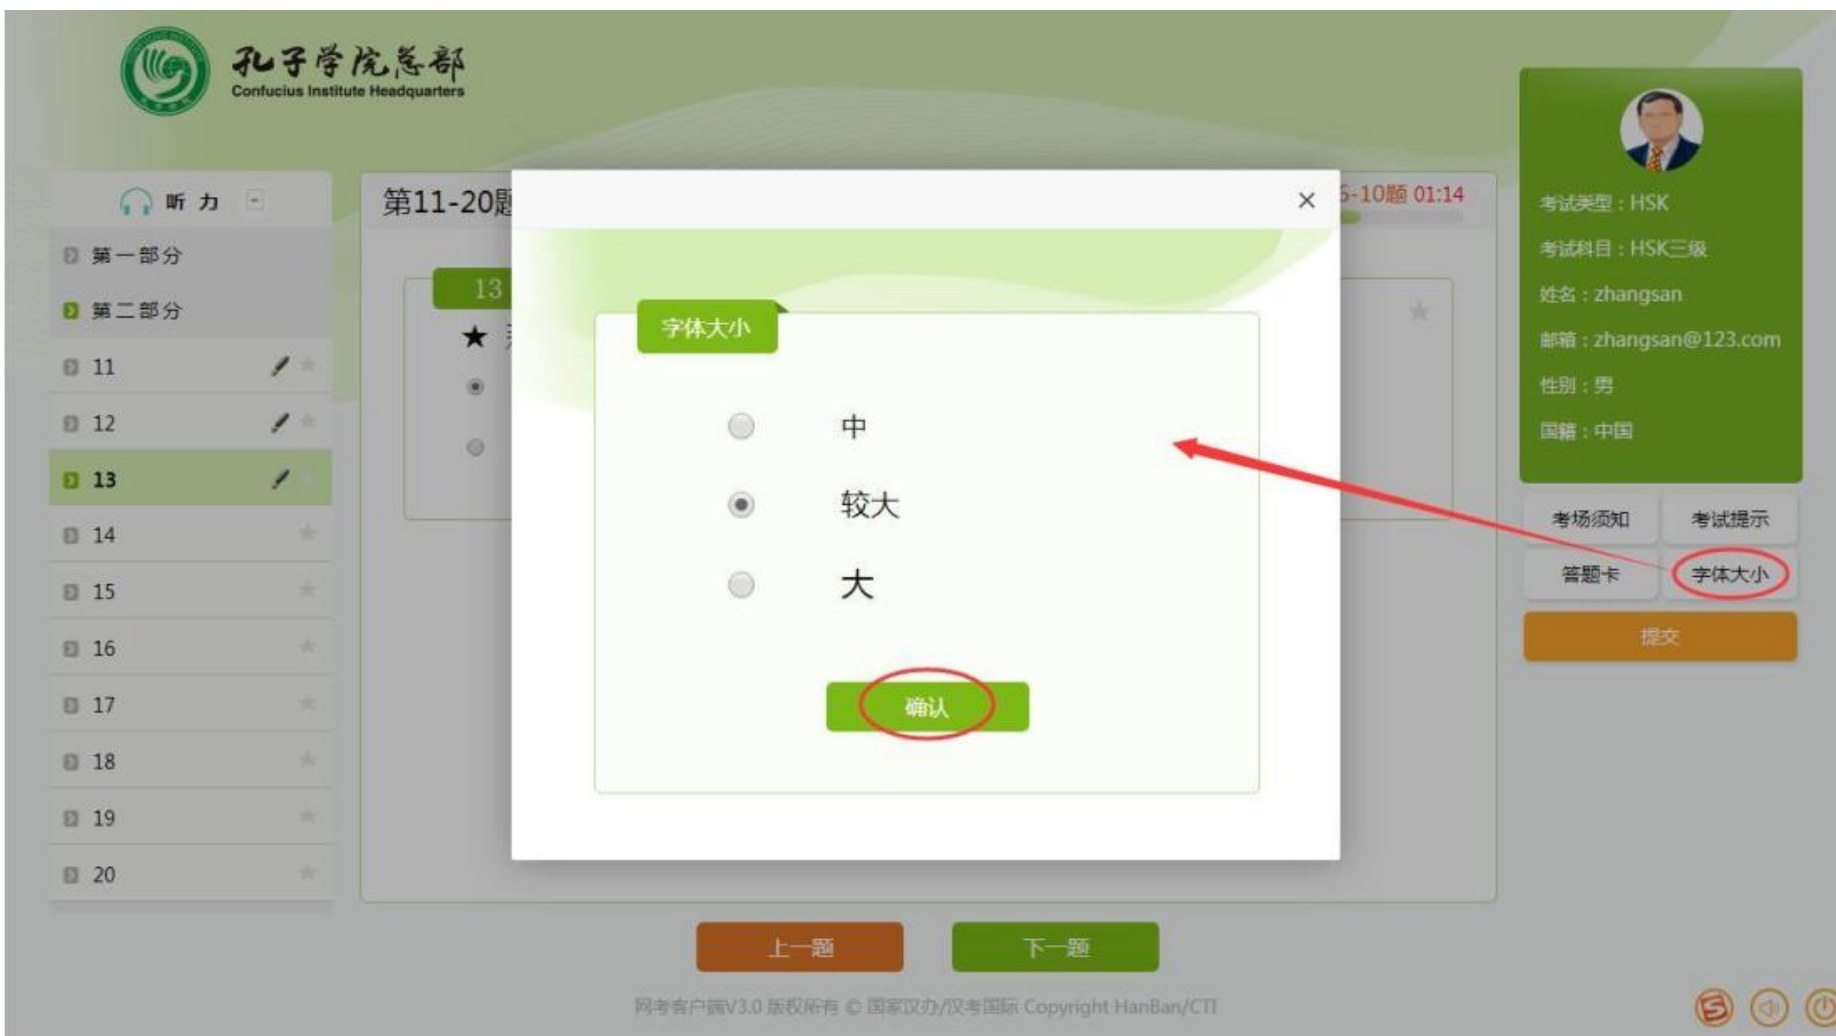 孔子学院总部
Confucius Institute Headquarters
听力
第一部分
第二部分
11
12
13
14
15
16
17
18
19
20
第11-20题
5-10题 01:14
13
★
×
字体大小
中
较大
大
确认
上一题
下一题
考试类型：HSK
考试科目：HSK三级
姓名：zhangsan
邮箱：zhangsan@123.com
性别：男
国籍：中国
考场须知
考试提示
答题卡
字体大小
提交
网考客户端V3.0 版权所有 © 国家汉办/汉考国际 Copyright HanBan/CTI